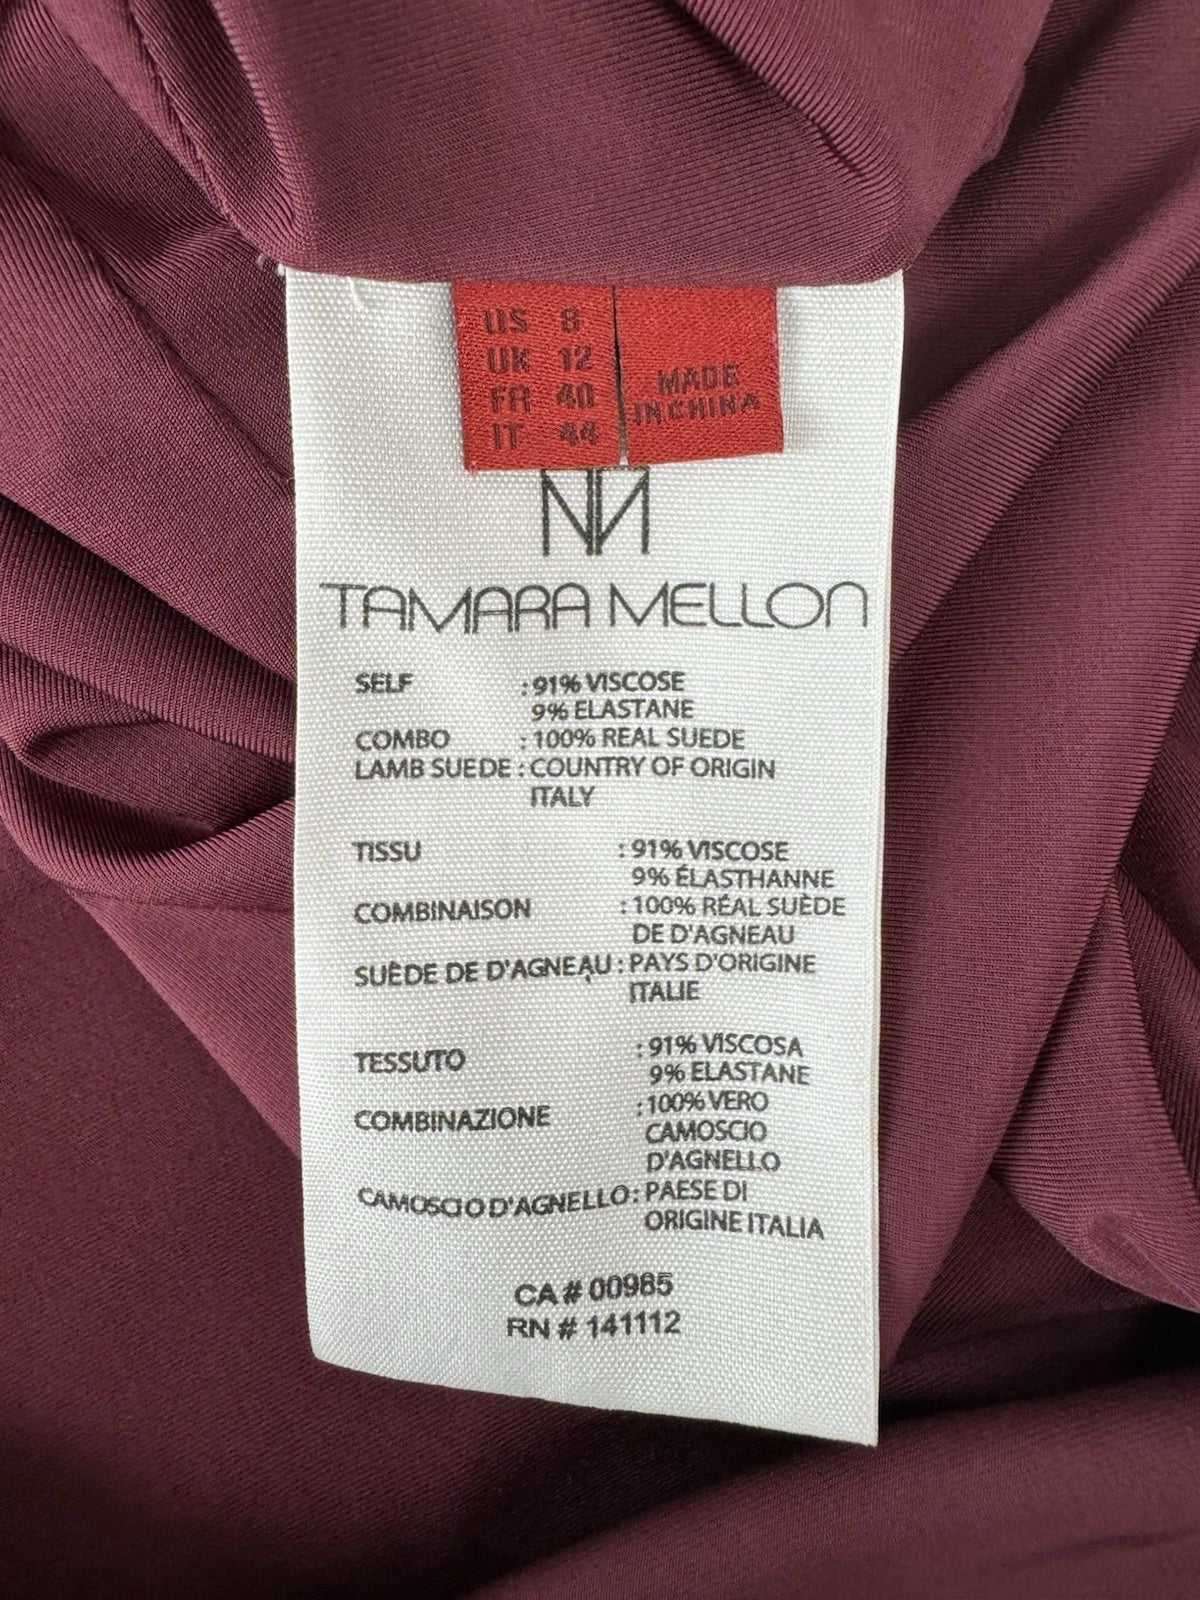 US 8
UK 12
FR 40
IT 44
MADE
IN CHINA
TAMARA MELLON
SELF : 91% VISCOSE
9% ELASTANE
COMBO : 100% REAL SUEDE
LAMB SUEDE : COUNTRY OF ORIGIN
ITALY
TISSU : 91% VISCOSE
9% ÉLASTHANNE
COMBINAISON : 100% RÉAL SUÈDE
DE D'AGNEAU
SUÈDE DE D'AGNEAU : PAYS D'ORIGINE
ITALIE
TESSUTO : 91% VISCOSA
9% ELASTANE
COMBINAZIONE : 100% VERO
CAMOSCIO
D'AGNELLO
CAMOSCIO D'AGNELLO : PAESE DI
ORIGINE ITALIA
CA # 00985
RN # 141112